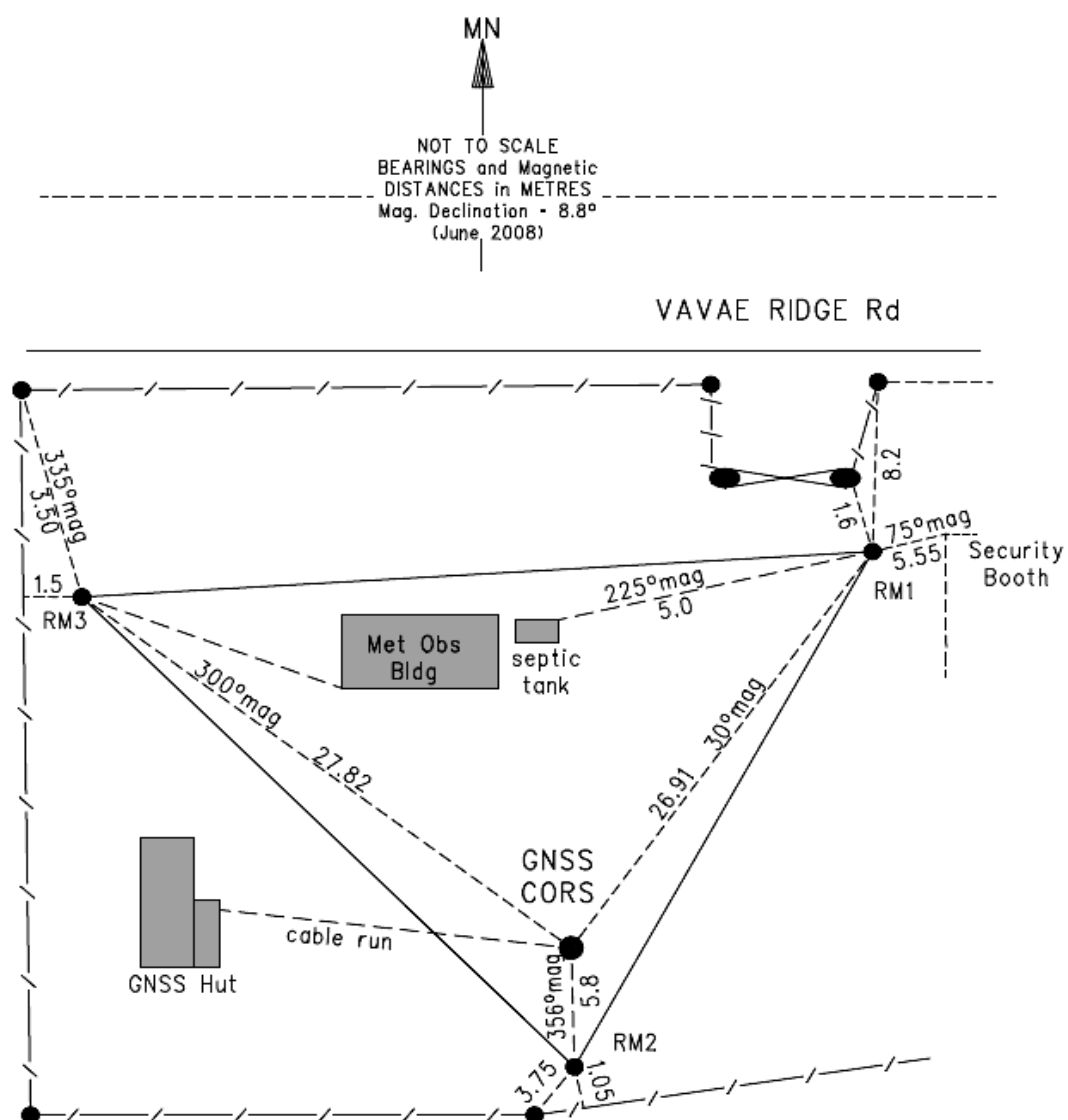 MN
NOT TO SCALE
BEARINGS and Magnetic
DISTANCES in METRES
Mag. Declination - 8.8°
(June 2008)
VAVAE RIDGE Rd
335°mag
3.50
8.2
1.6
75°mag
5.55
Security
Booth
1.5
RM3
RM1
225°mag
5.0
Met Obs
Bldg
septic
tank
300°mag
27.82
30°mag
26.91
GNSS
CORS
cable run
GNSS Hut
356°mag
5.8
RM2
3.75
1.05